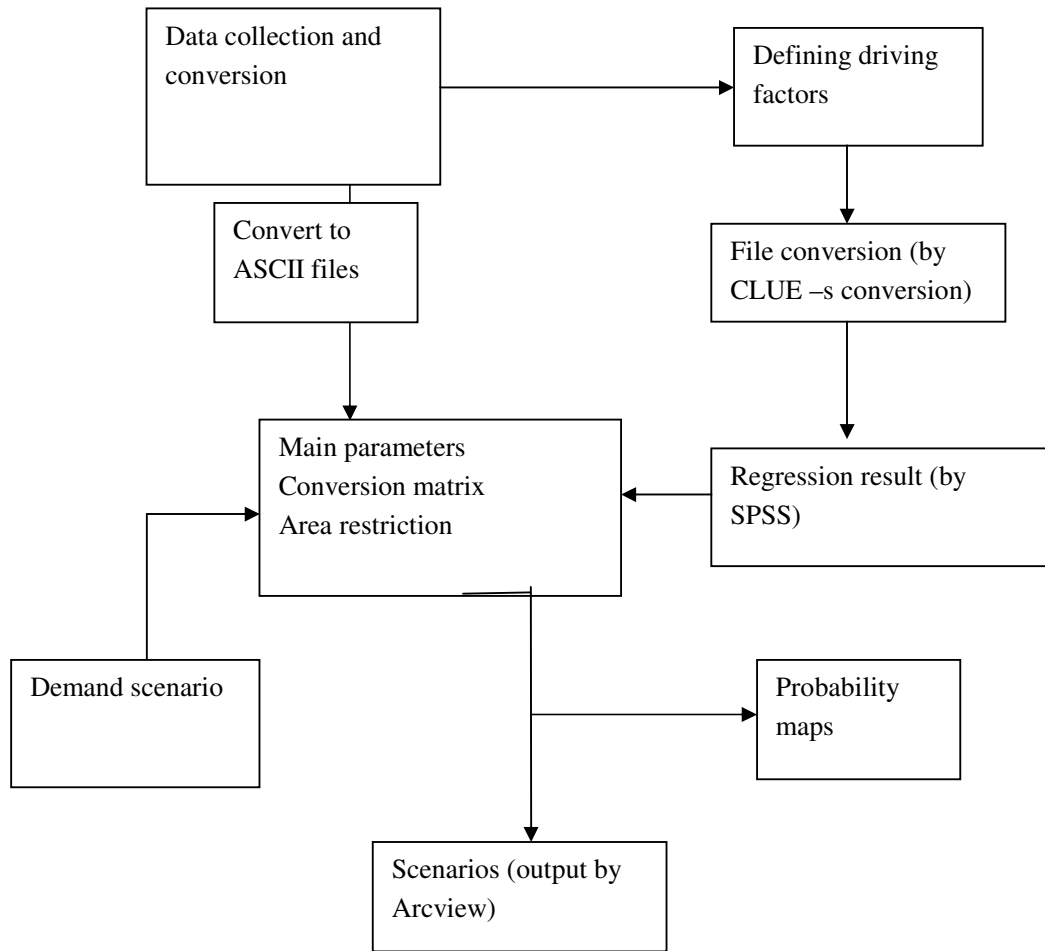 Data collection and
conversion
Defining driving
factors
Convert to
ASCII files
File conversion (by
CLUE –s conversion)
Main parameters
Conversion matrix
Area restriction
Regression result (by
SPSS)
Demand scenario
Probability
maps
Scenarios (output by
Arcview)